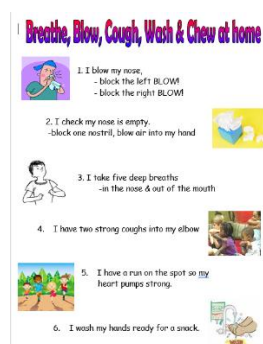 Breathe, Blow, Cough, Wash & Chew at home
1. I blow my nose,
- block the left BLOW!
- block the right BLOW!
2. I check my nose is empty.
-block one nostril, blow air into my hand
3. I take five deep breaths
-in the nose & out of the mouth
4. I have two strong coughs into my elbow
5. I have a run on the spot so my
heart pumps strong.
6. I wash my hands ready for a snack.